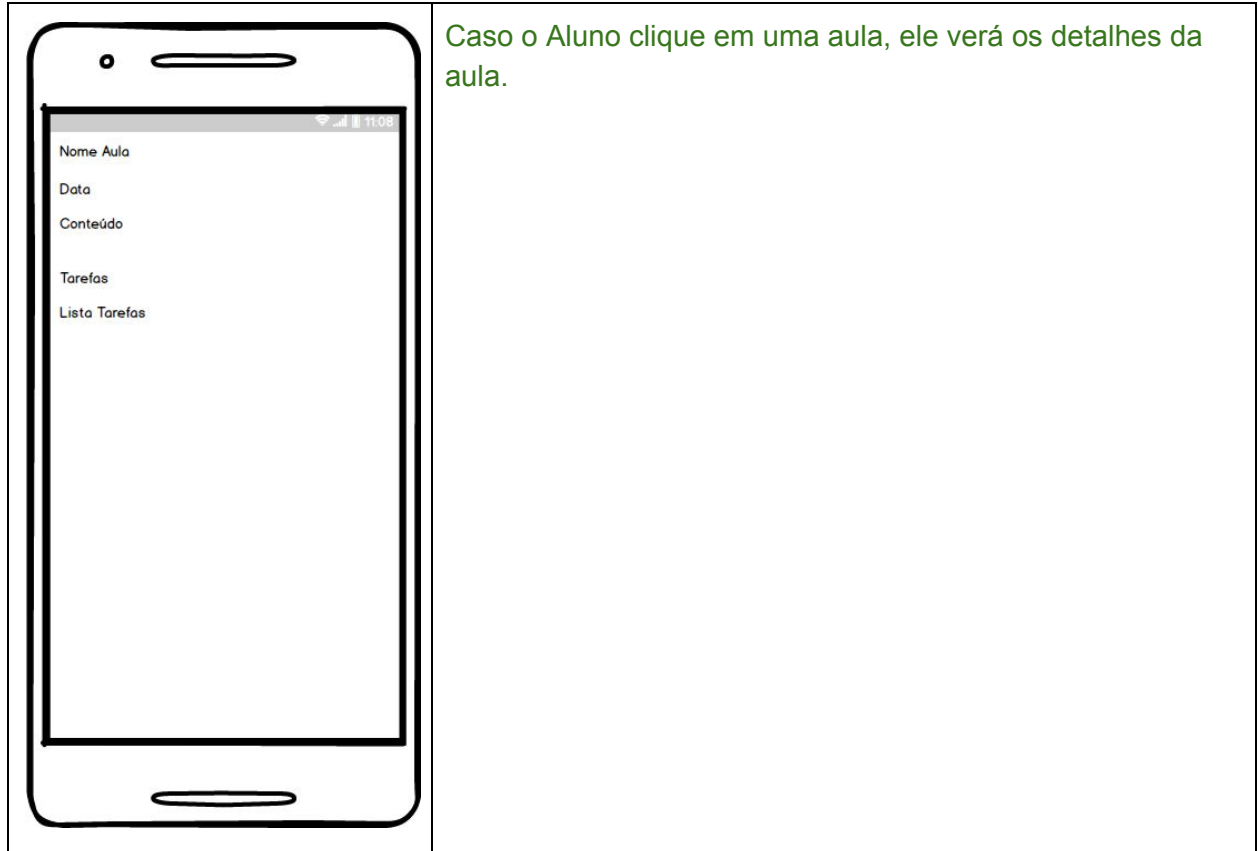 11:08
Nome Aula
Data
Conteúdo
Tarefas
Lista Tarefas
Caso o Aluno clique em uma aula, ele verá os detalhes da
aula.